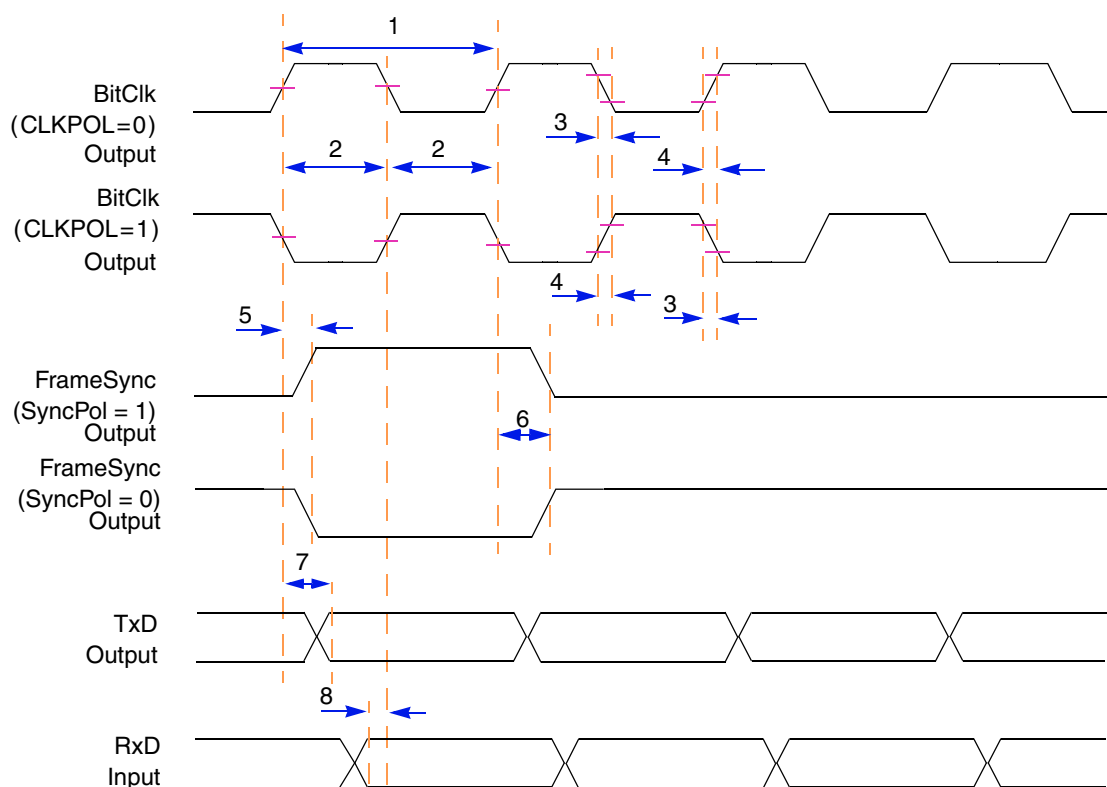 1
BitClk
(CLKPOL=0)
Output
3
2
2
4
BitClk
(CLKPOL=1)
Output
4
3
5
FrameSync
(SyncPol = 1)
Output
6
FrameSync
(SyncPol = 0)
Output
7
TxD
Output
8
RxD
Input